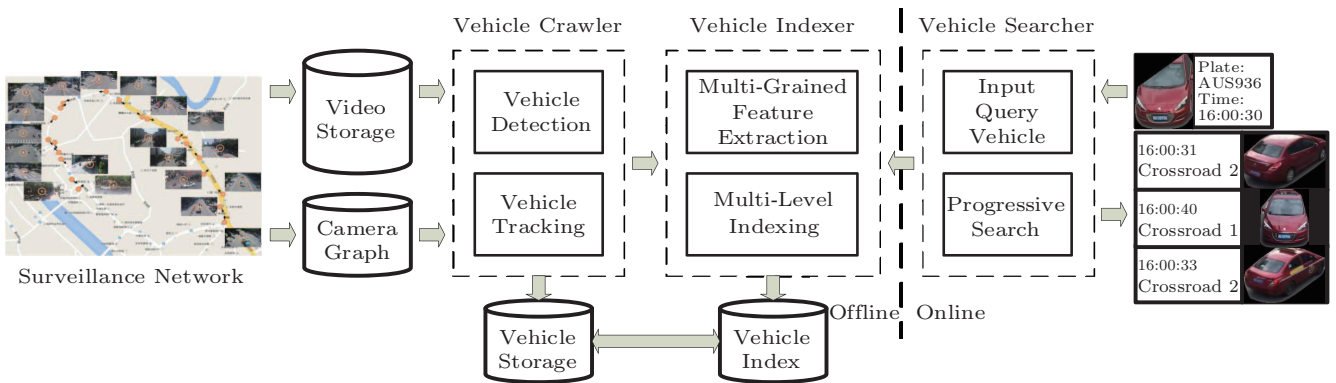 Vehicle Crawler
Vehicle Indexer
Vehicle Searcher
Video
Storage
Vehicle
Detection
Multi-Grained
Feature
Extraction
Input
Query
Vehicle
Plate:
AUS936
Time:
16:00:30
16:00:31
Crossroad 2
Camera
Graph
Vehicle
Tracking
Multi-Level
Indexing
Progressive
Search
16:00:40
Crossroad 1
16:00:33
Crossroad 2
Surveillance Network
Vehicle
Storage
Vehicle
Index
Offline
Online